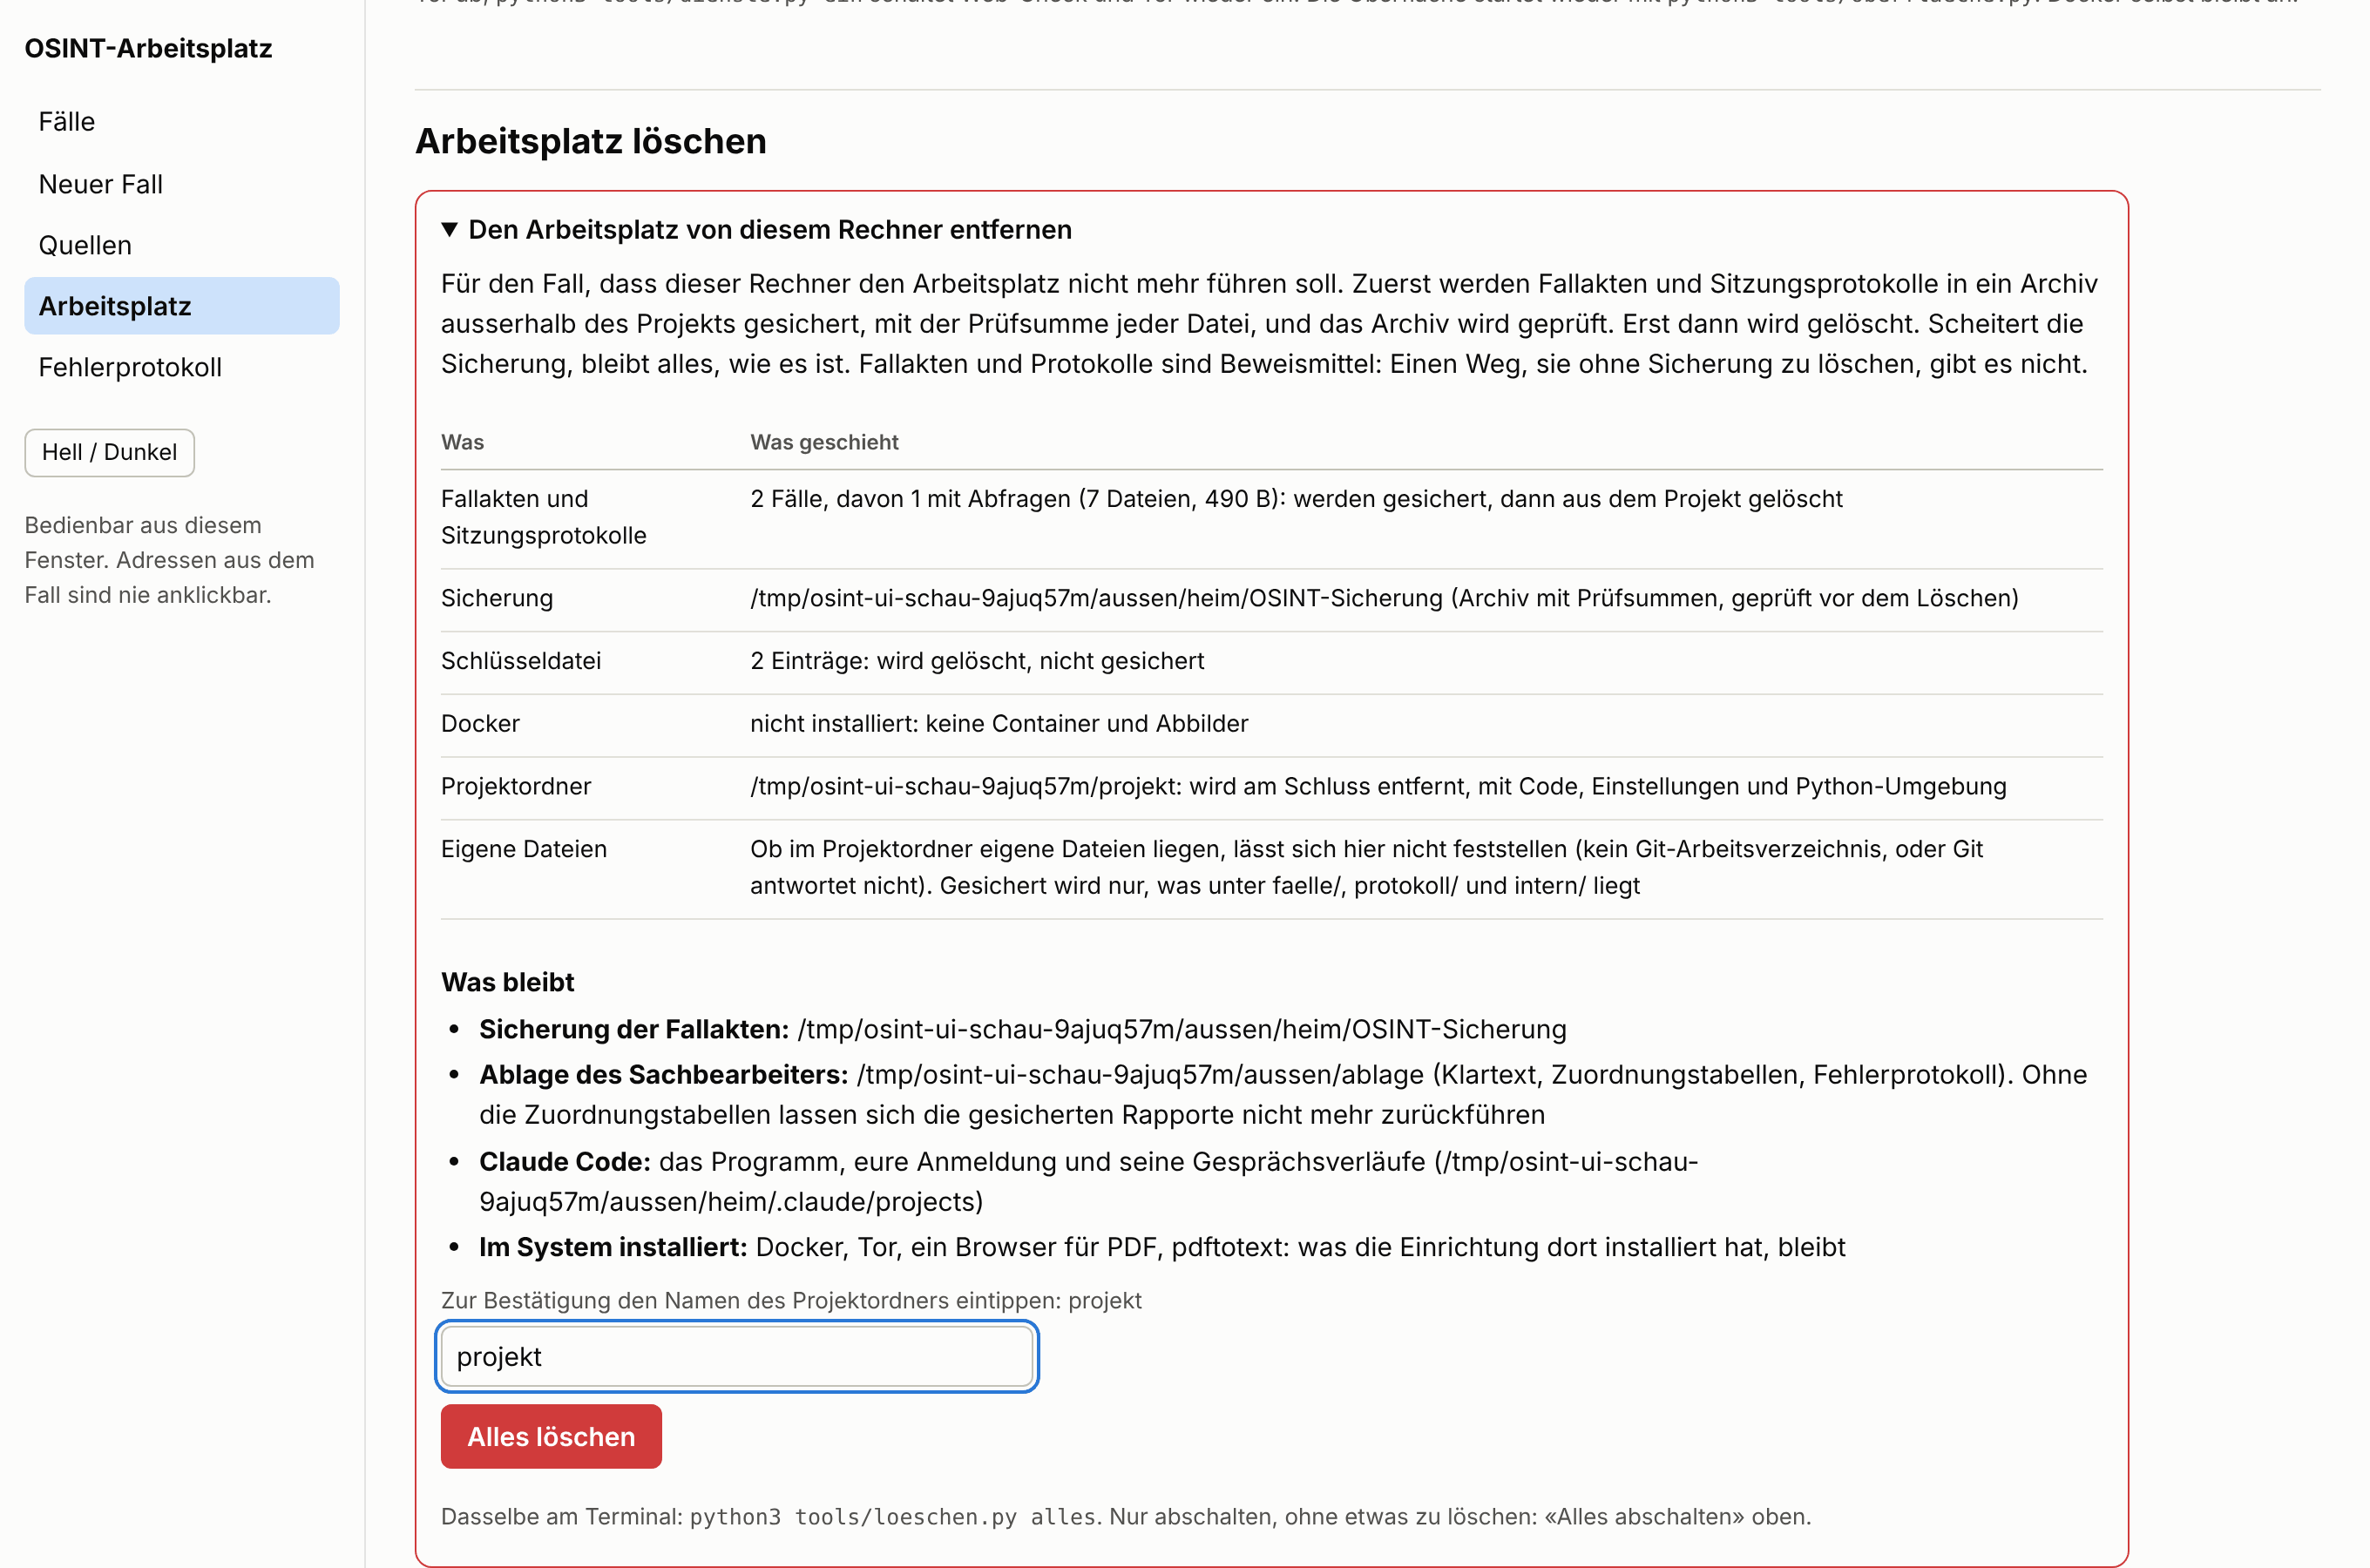 OSINT-Arbeitsplatz
Fälle
Neuer Fall
Quellen
Arbeitsplatz
Fehlerprotokoll
Hell / Dunkel
Bedienbar aus diesem
Fenster. Adressen aus dem
Fall sind nie anklickbar.
Arbeitsplatz löschen
▼ Den Arbeitsplatz von diesem Rechner entfernen
Für den Fall, dass dieser Rechner den Arbeitsplatz nicht mehr führen soll. Zuerst werden Fallakten und Sitzungsprotokolle in ein Archiv
ausserhalb des Projekts gesichert, mit der Prüfsumme jeder Datei, und das Archiv wird geprüft. Erst dann wird gelöscht. Scheitert die
Sicherung, bleibt alles, wie es ist. Fallakten und Protokolle sind Beweismittel: Einen Weg, sie ohne Sicherung zu löschen, gibt es nicht.
Was Was geschieht
Fallakten und
Sitzungsprotokolle
2 Fälle, davon 1 mit Abfragen (7 Dateien, 490 B): werden gesichert, dann aus dem Projekt gelöscht
Sicherung /tmp/osint-ui-schau-9ajuq57m/aussen/heim/OSINT-Sicherung (Archiv mit Prüfsummen, geprüft vor dem Löschen)
Schlüsseldatei 2 Einträge: wird gelöscht, nicht gesichert
Docker nicht installiert: keine Container und Abbilder
Projektordner /tmp/osint-ui-schau-9ajuq57m/projekt: wird am Schluss entfernt, mit Code, Einstellungen und Python-Umgebung
Eigene Dateien Ob im Projektordner eigene Dateien liegen, lässt sich hier nicht feststellen (kein Git-Arbeitsverzeichnis, oder Git
antwortet nicht). Gesichert wird nur, was unter faelle/, protokoll/ und intern/ liegt
Was bleibt
• Sicherung der Fallakten: /tmp/osint-ui-schau-9ajuq57m/aussen/heim/OSINT-Sicherung
• Ablage des Sachbearbeiters: /tmp/osint-ui-schau-9ajuq57m/aussen/ablage (Klartext, Zuordnungstabellen, Fehlerprotokoll). Ohne
die Zuordnungstabellen lassen sich die gesicherten Rapporte nicht mehr zurückführen
• Claude Code: das Programm, eure Anmeldung und seine Gesprächsverläufe (/tmp/osint-ui-schau-
9ajuq57m/aussen/heim/.claude/projects)
• Im System installiert: Docker, Tor, ein Browser für PDF, pdftotext: was die Einrichtung dort installiert hat, bleibt
Zur Bestätigung den Namen des Projektordners eintippen: projekt
projekt
Alles löschen
Dasselbe am Terminal: python3 tools/loeschen.py alles. Nur abschalten, ohne etwas zu löschen: «Alles abschalten» oben.